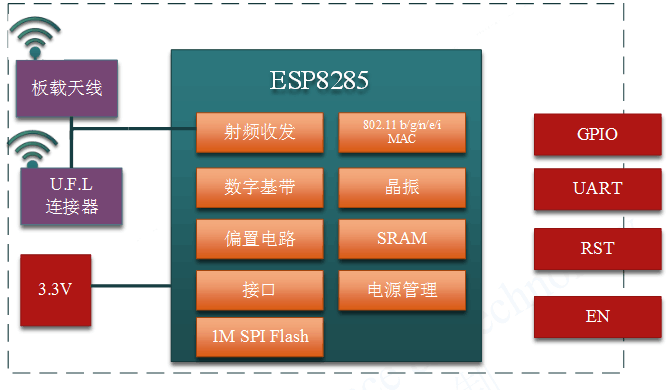 ESP8285
板载天线
U.F.L
连接器
3.3V
射频收发
802.11 b/g/n/e/i
MAC
数字基带
晶振
偏置电路
SRAM
接口
电源管理
1M SPI Flash
GPIO
UART
RST
EN